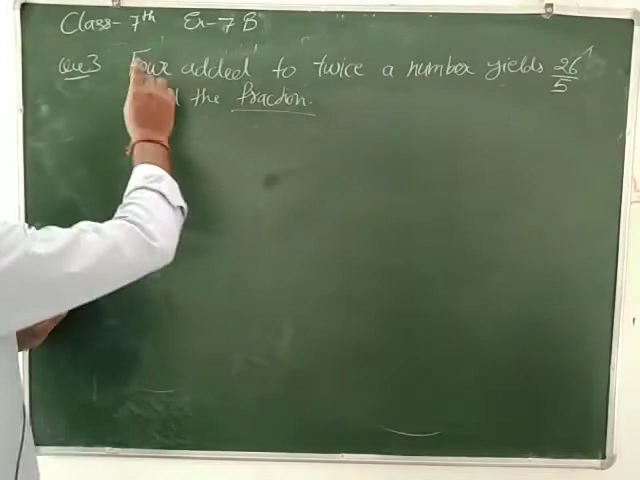 Class- 7th Ex-7 B
Que3 Four added to twice a number yields 26/5
the fraction.